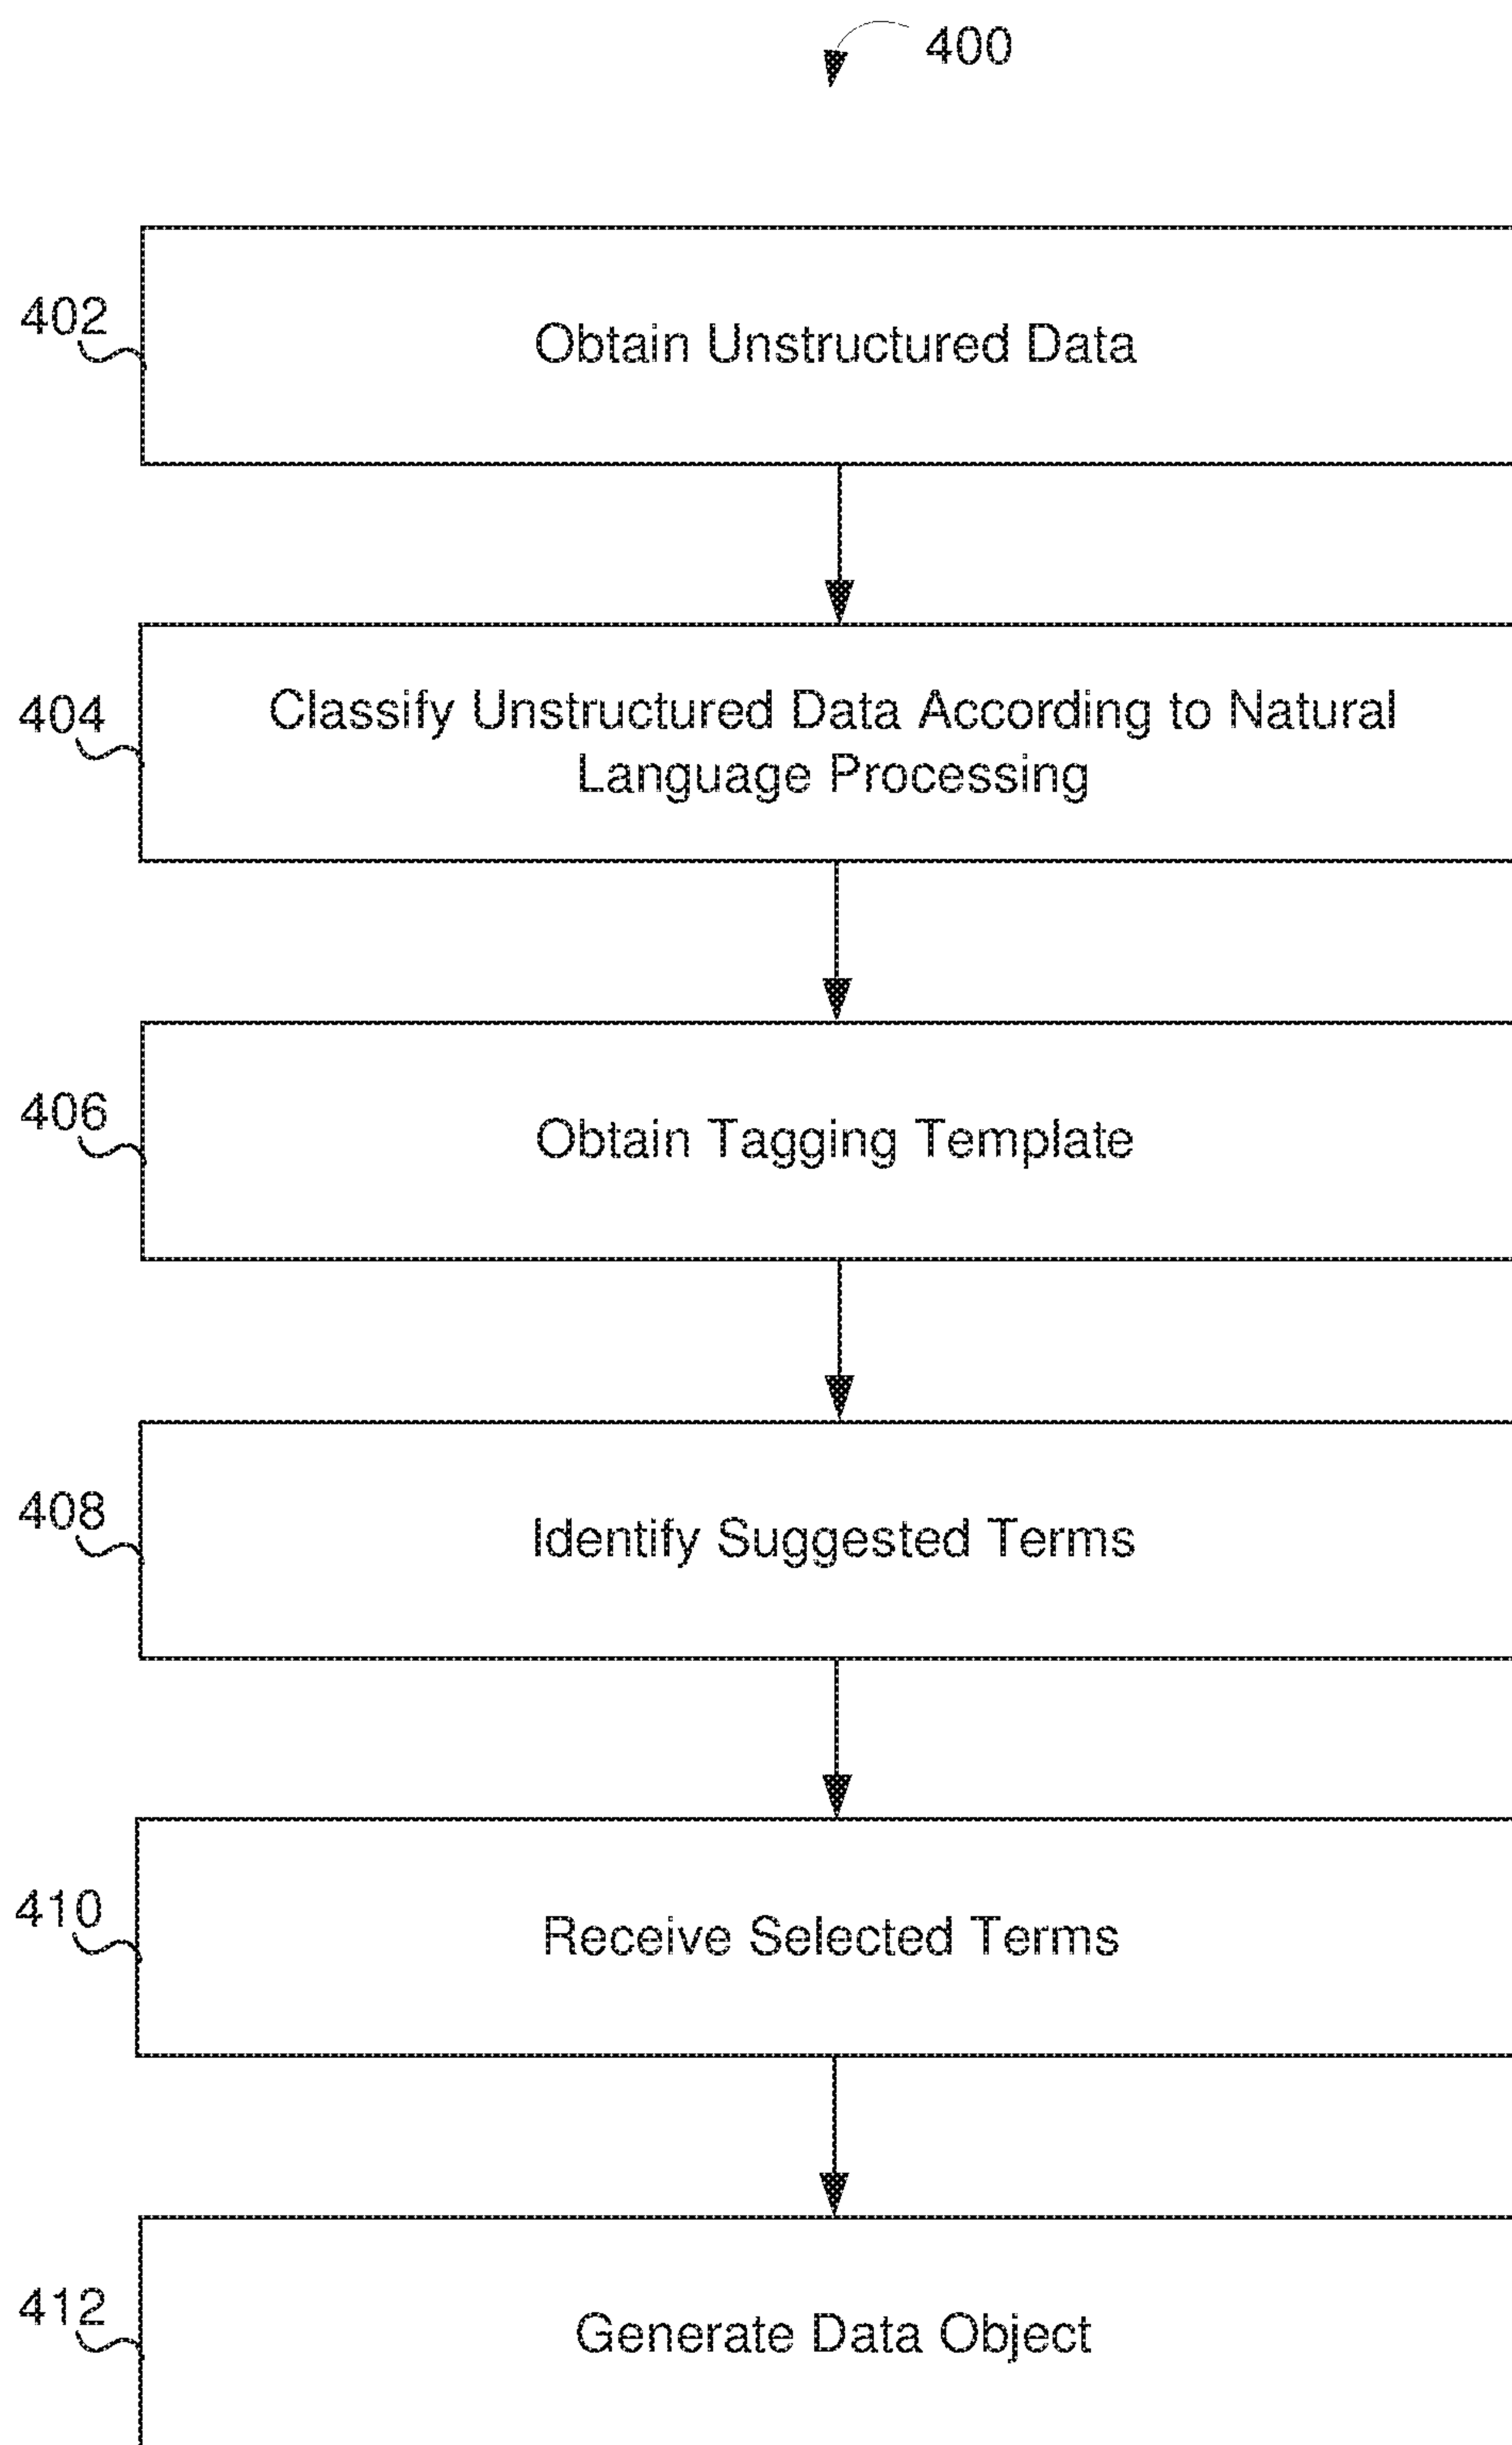 400
402
Obtain Unstructured Data
404
Classify Unstructured Data According to Natural
Language Processing
406
Obtain Tagging Template
408
Identify Suggested Terms
410
Receive Selected Terms
412
Generate Data Object